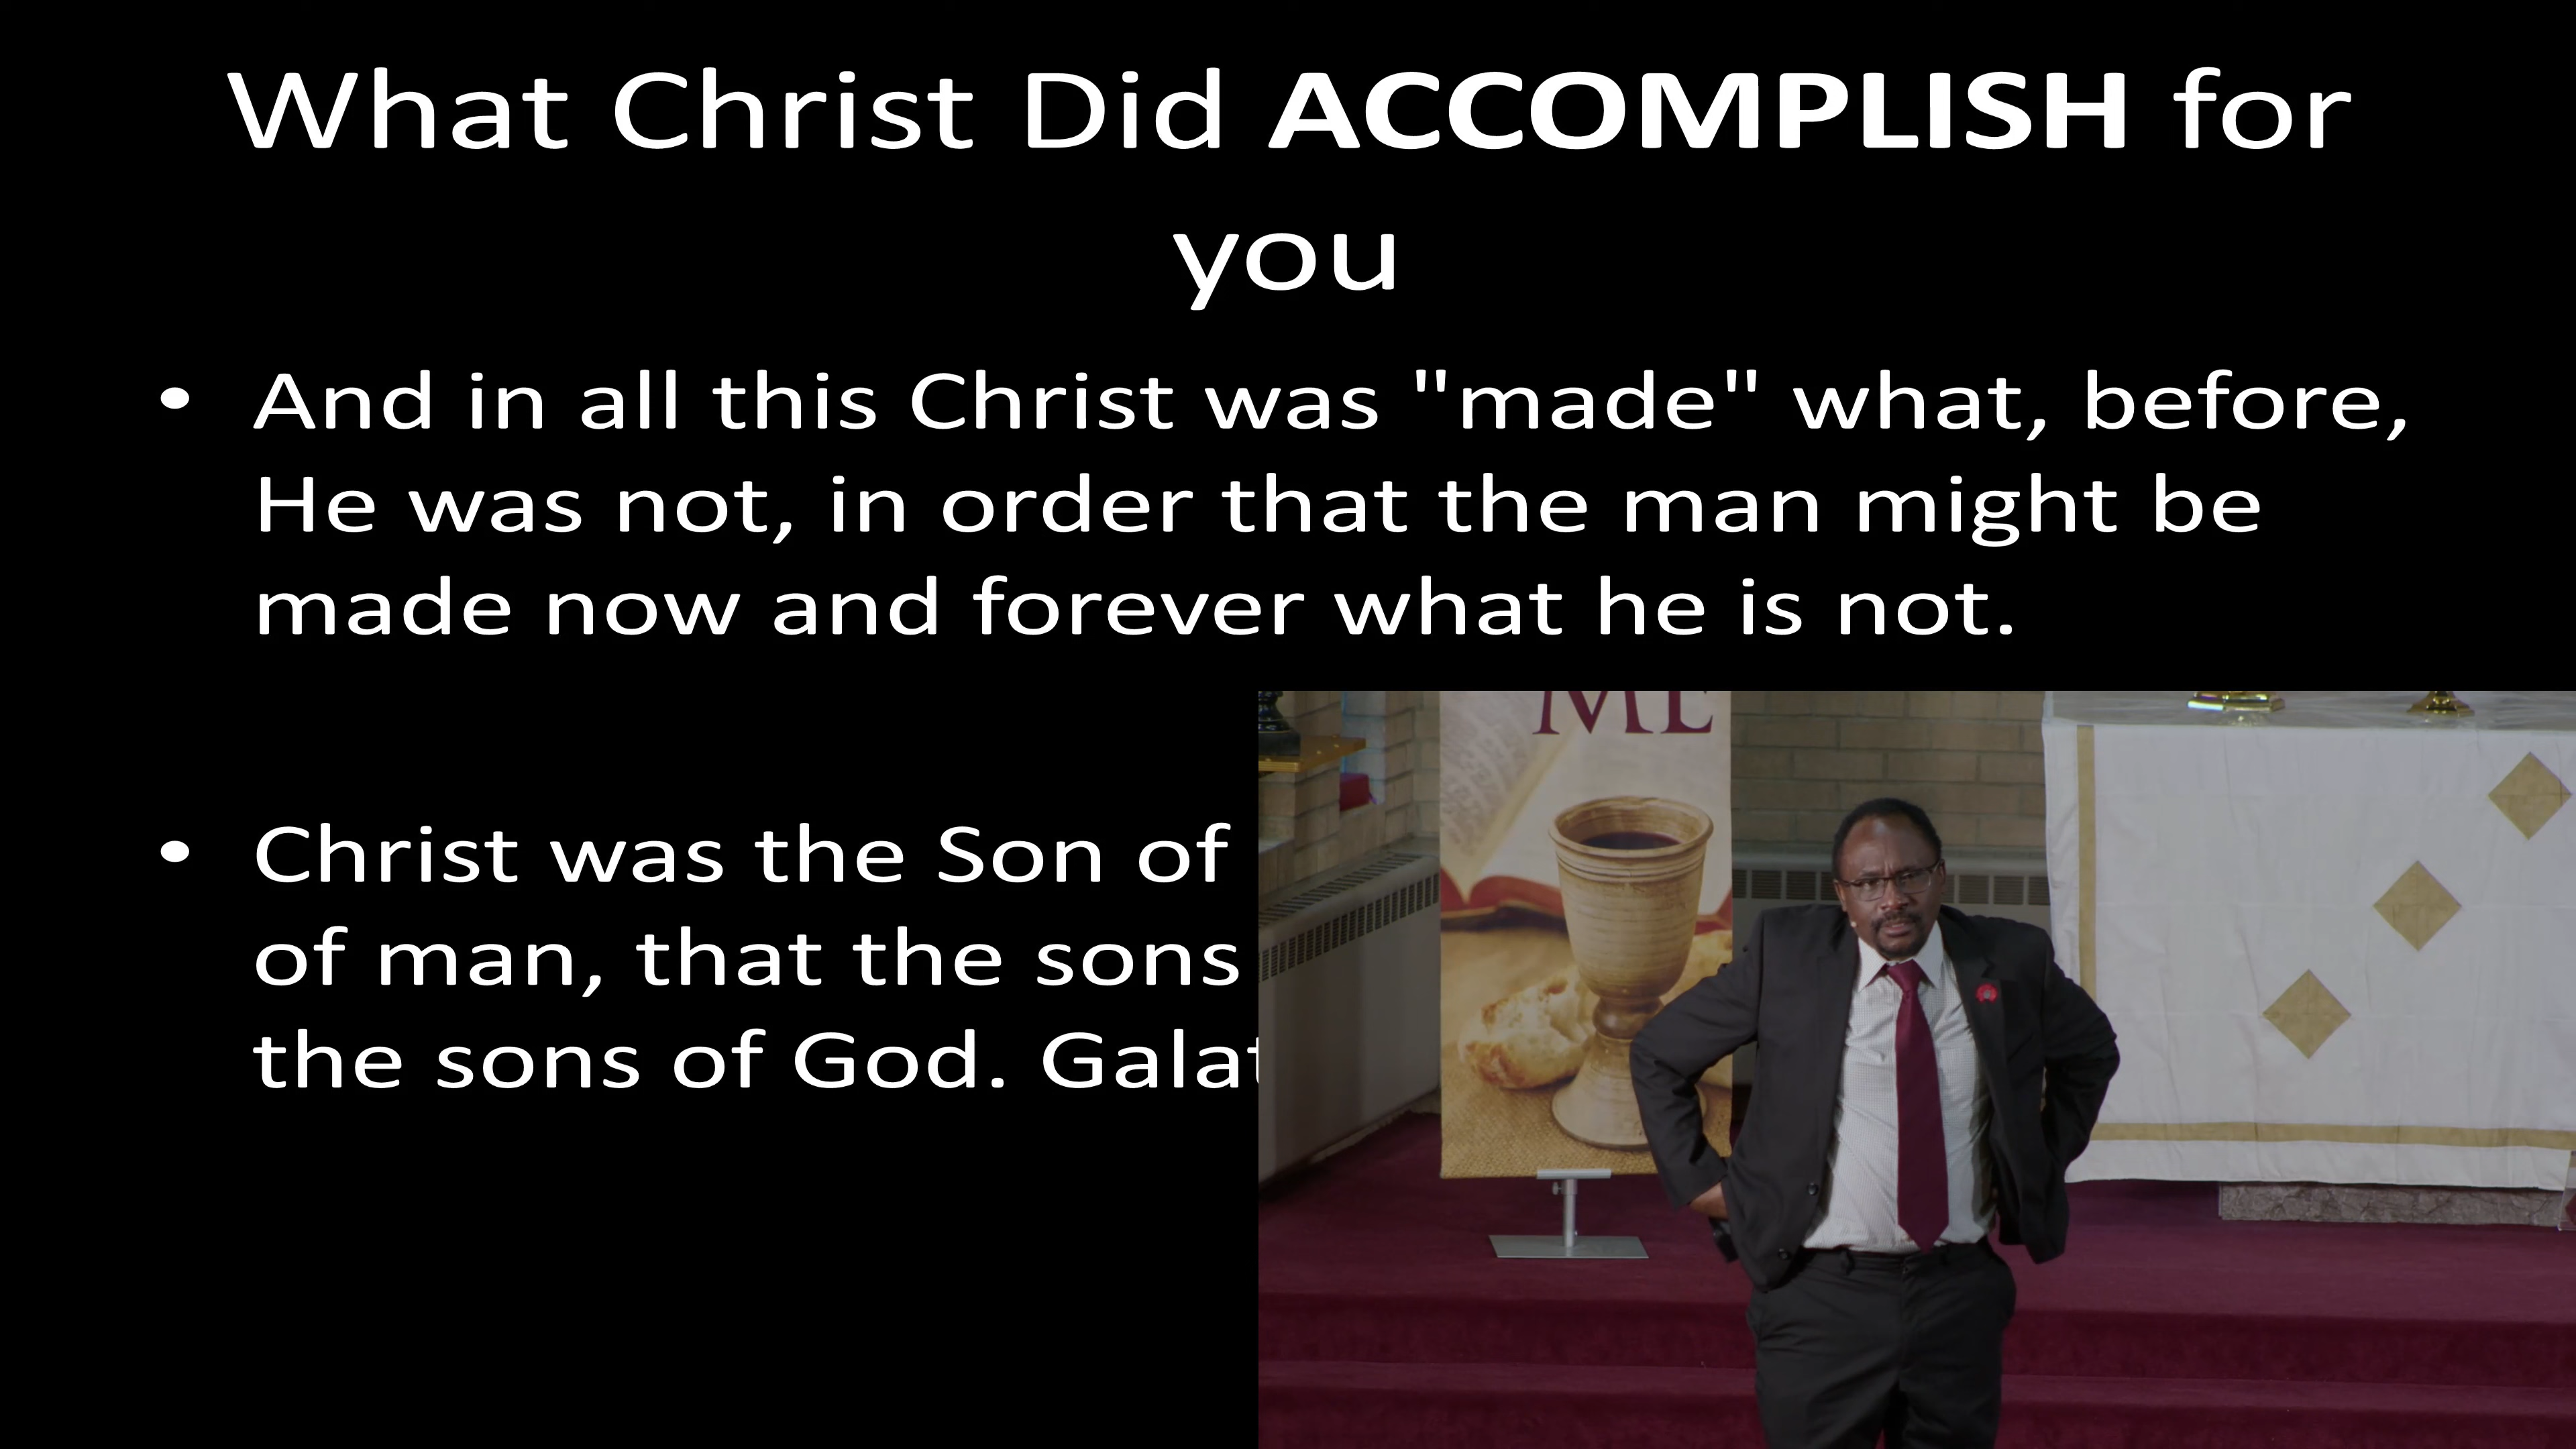 What Christ Did ACCOMPLISH for
you
• And in all this Christ was "made" what, before,
He was not, in order that the man might be
made now and forever what he is not.
• Christ was the Son of
of man, that the sons
the sons of God.
ME